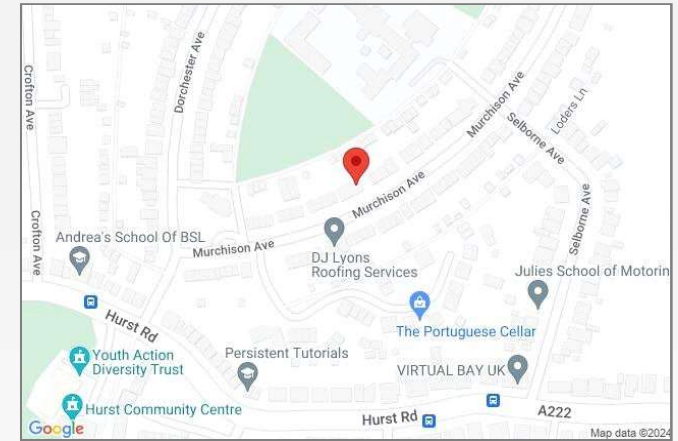 Crofton Ave
Dorchester Ave
Murchison Ave
Selborne Ave
Loders Ln
Murchison Ave
Selborne Ave
Crofton Ave
Andrea's School Of BSL
Murchison Ave
DJ Lyons
Roofing Services
Julies School of Motorin
Hurst Rd
The Portuguese Cellar
Youth Action
Diversity Trust
Persistent Tutorials
VIRTUAL BAY UK
Hurst Community Centre
Hurst Rd
A222
Google
Map data ©2024